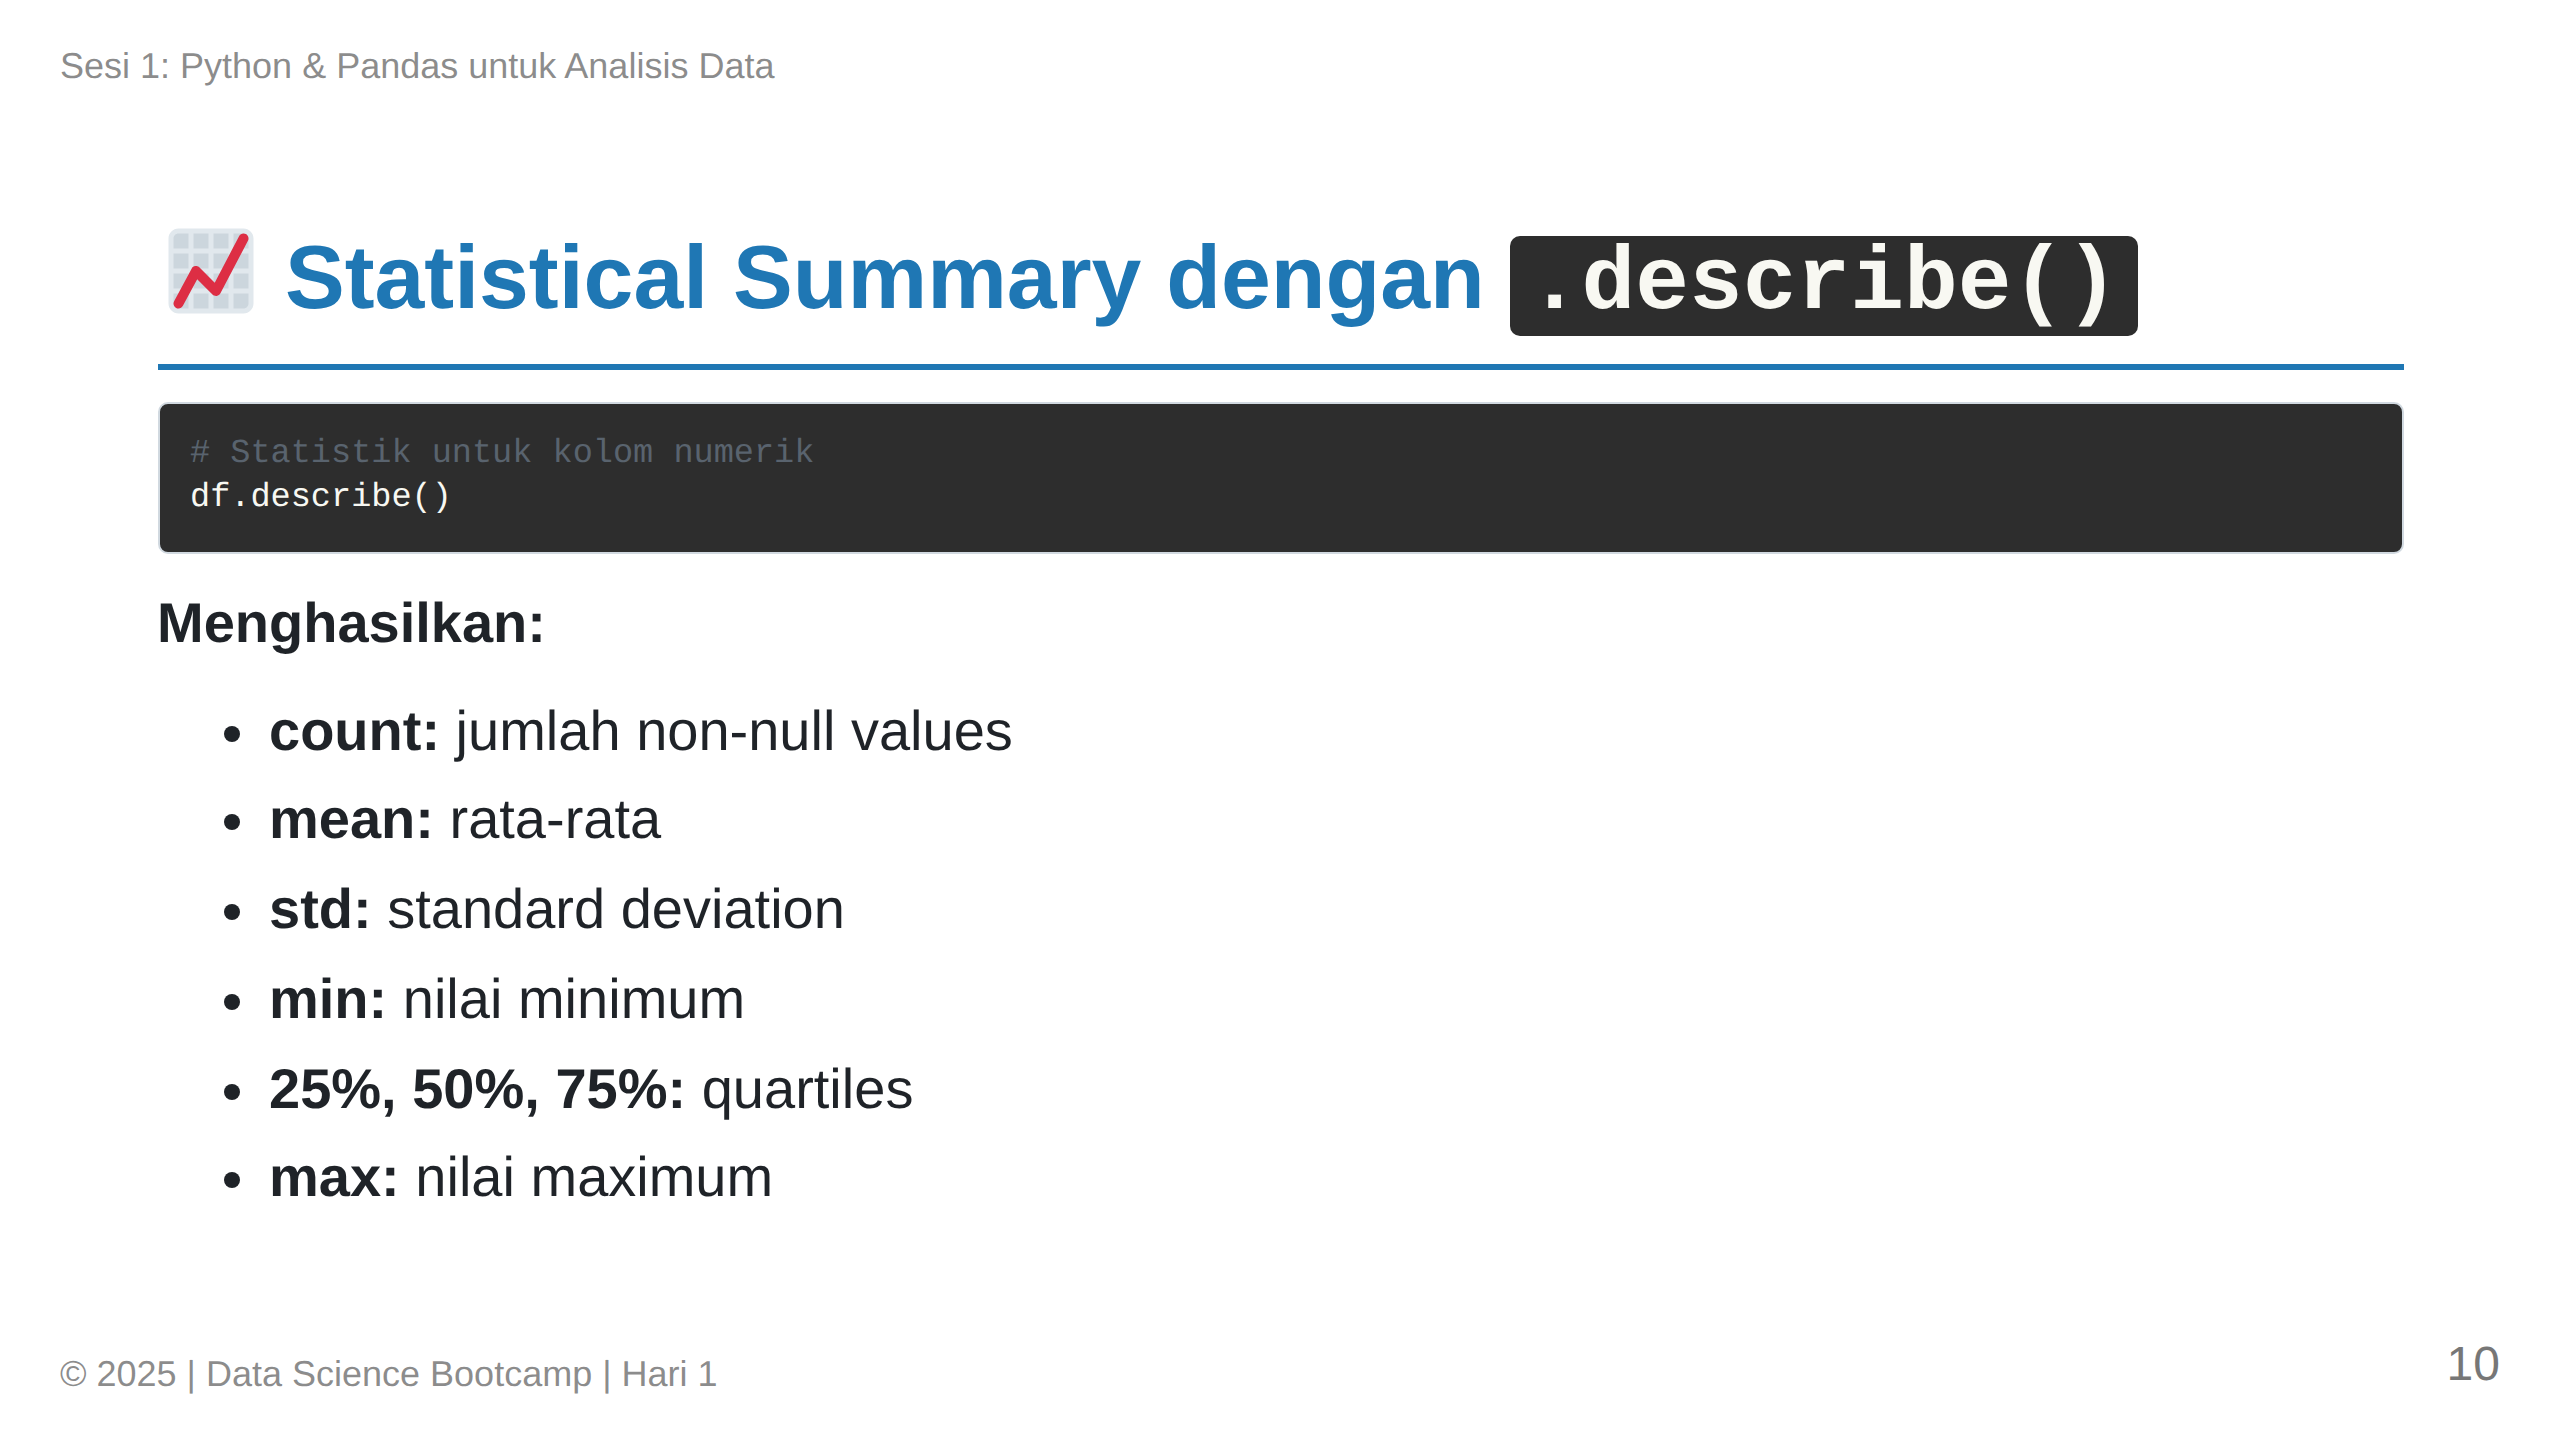 Sesi 1: Python & Pandas untuk Analisis Data
Statistical Summary dengan .describe()
# Statistik untuk kolom numerik
df.describe()
Menghasilkan:
• count: jumlah non-null values
• mean: rata-rata
• std: standard deviation
• min: nilai minimum
• 25%, 50%, 75%: quartiles
• max: nilai maximum
© 2025 | Data Science Bootcamp | Hari 1
10